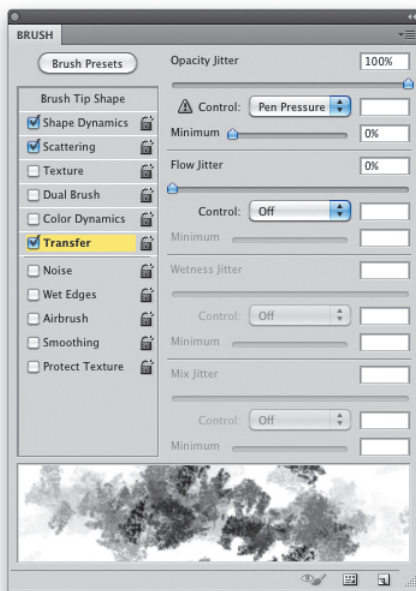 BRUSH
Brush Presets
Brush Tip Shape
Shape Dynamics
Scattering
Texture
Dual Brush
Color Dynamics
Transfer
Noise
Wet Edges
Airbrush
Smoothing
Protect Texture
Opacity Jitter 100%
Control: Pen Pressure
Minimum 0%
Flow Jitter 0%
Control: Off
Minimum
Wetness Jitter
Control: Off
Minimum
Mix Jitter
Control: Off
Minimum